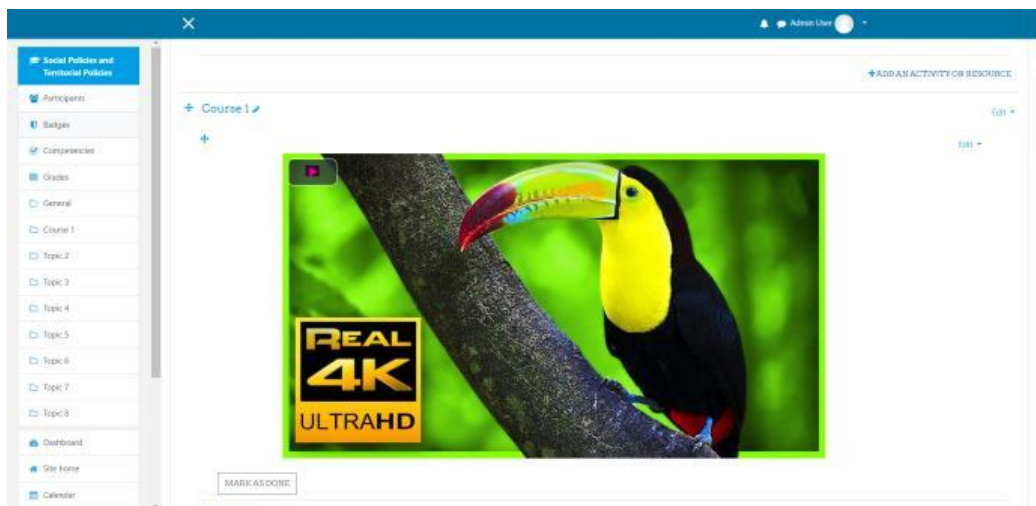 Admin User
Social Policies and
Territorial Policies
Participants
Badges
Competencies
Grades
General
Course 1
Topic 2
Topic 3
Topic 4
Topic 5
Topic 6
Topic 7
Topic 8
Dashboard
Site home
Calendar
+ADD AN ACTIVITY OR RESOURCE
Course 1
Edit
Edit
REAL
4K
ULTRAHD
MARK AS DONE